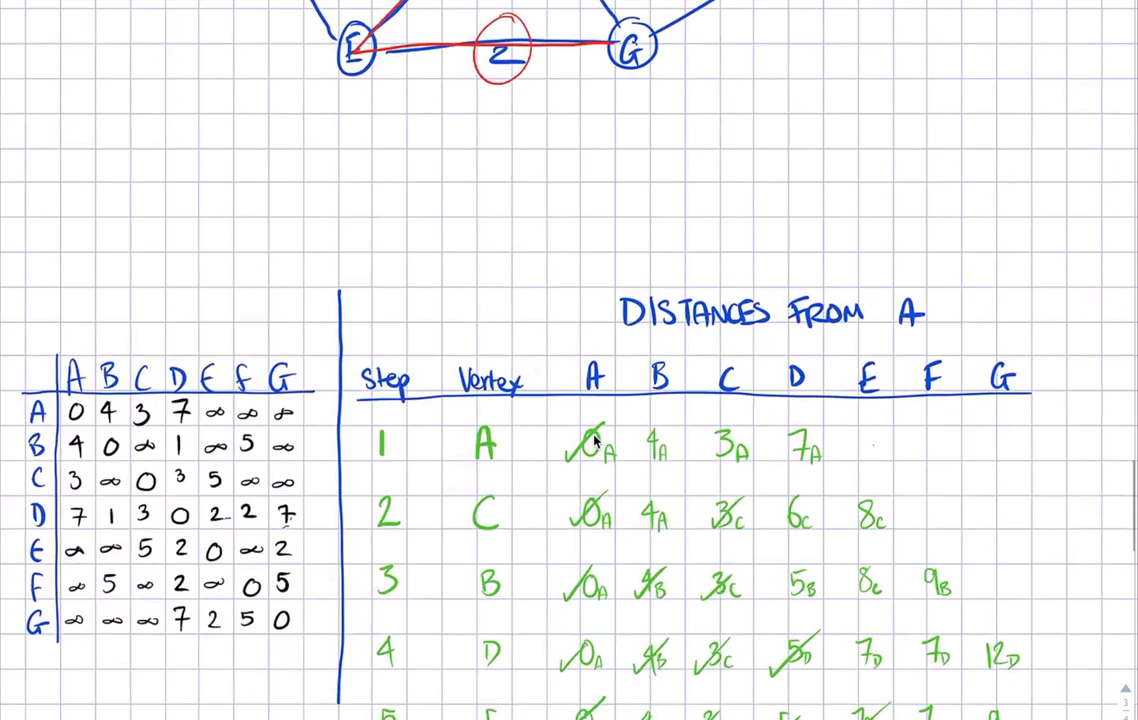 E 2 G
DISTANCES FROM A
A B C D E F G
A 0 4 3 7 ∞ ∞ ∞
B 4 0 ∞ 1 ∞ 5 ∞
C 3 ∞ 0 3 5 ∞ ∞
D 7 1 3 0 2 2 7
E ∞ ∞ 5 2 0 ∞ 2
F ∞ 5 ∞ 2 ∞ 0 5
G ∞ ∞ ∞ 7 2 5 0
Step Vertex A B C D E F G
1 A 0A 4A 3A 7A
2 C 0A 4A 3C 6C 8C
3 B 0A 4B 3C 5B 8C 9B
4 D 0A 4B 3C 5D 7D 7D 12D
3